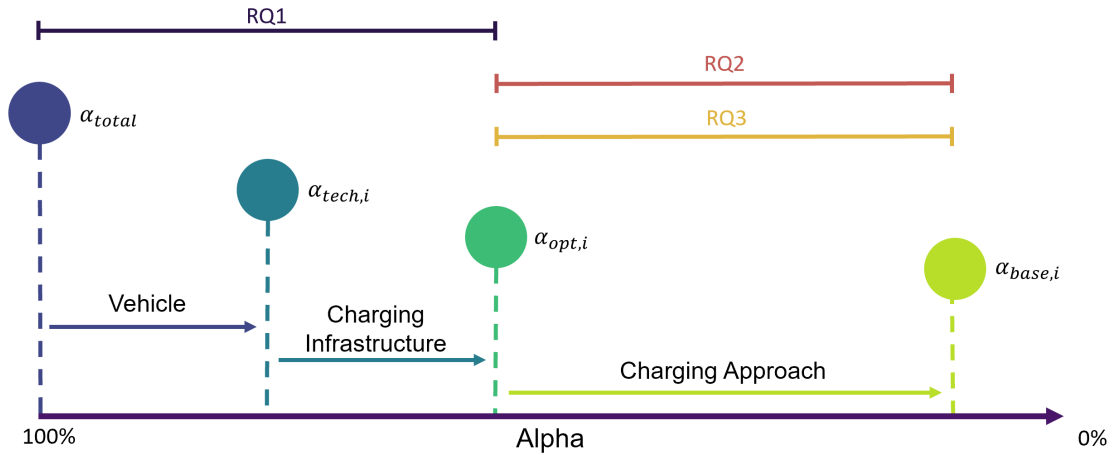 RQ1
RQ2
RQ3
α_total
α_tech,i
α_opt,i
α_base,i
Vehicle
Charging
Infrastructure
Charging Approach
100%
Alpha
0%